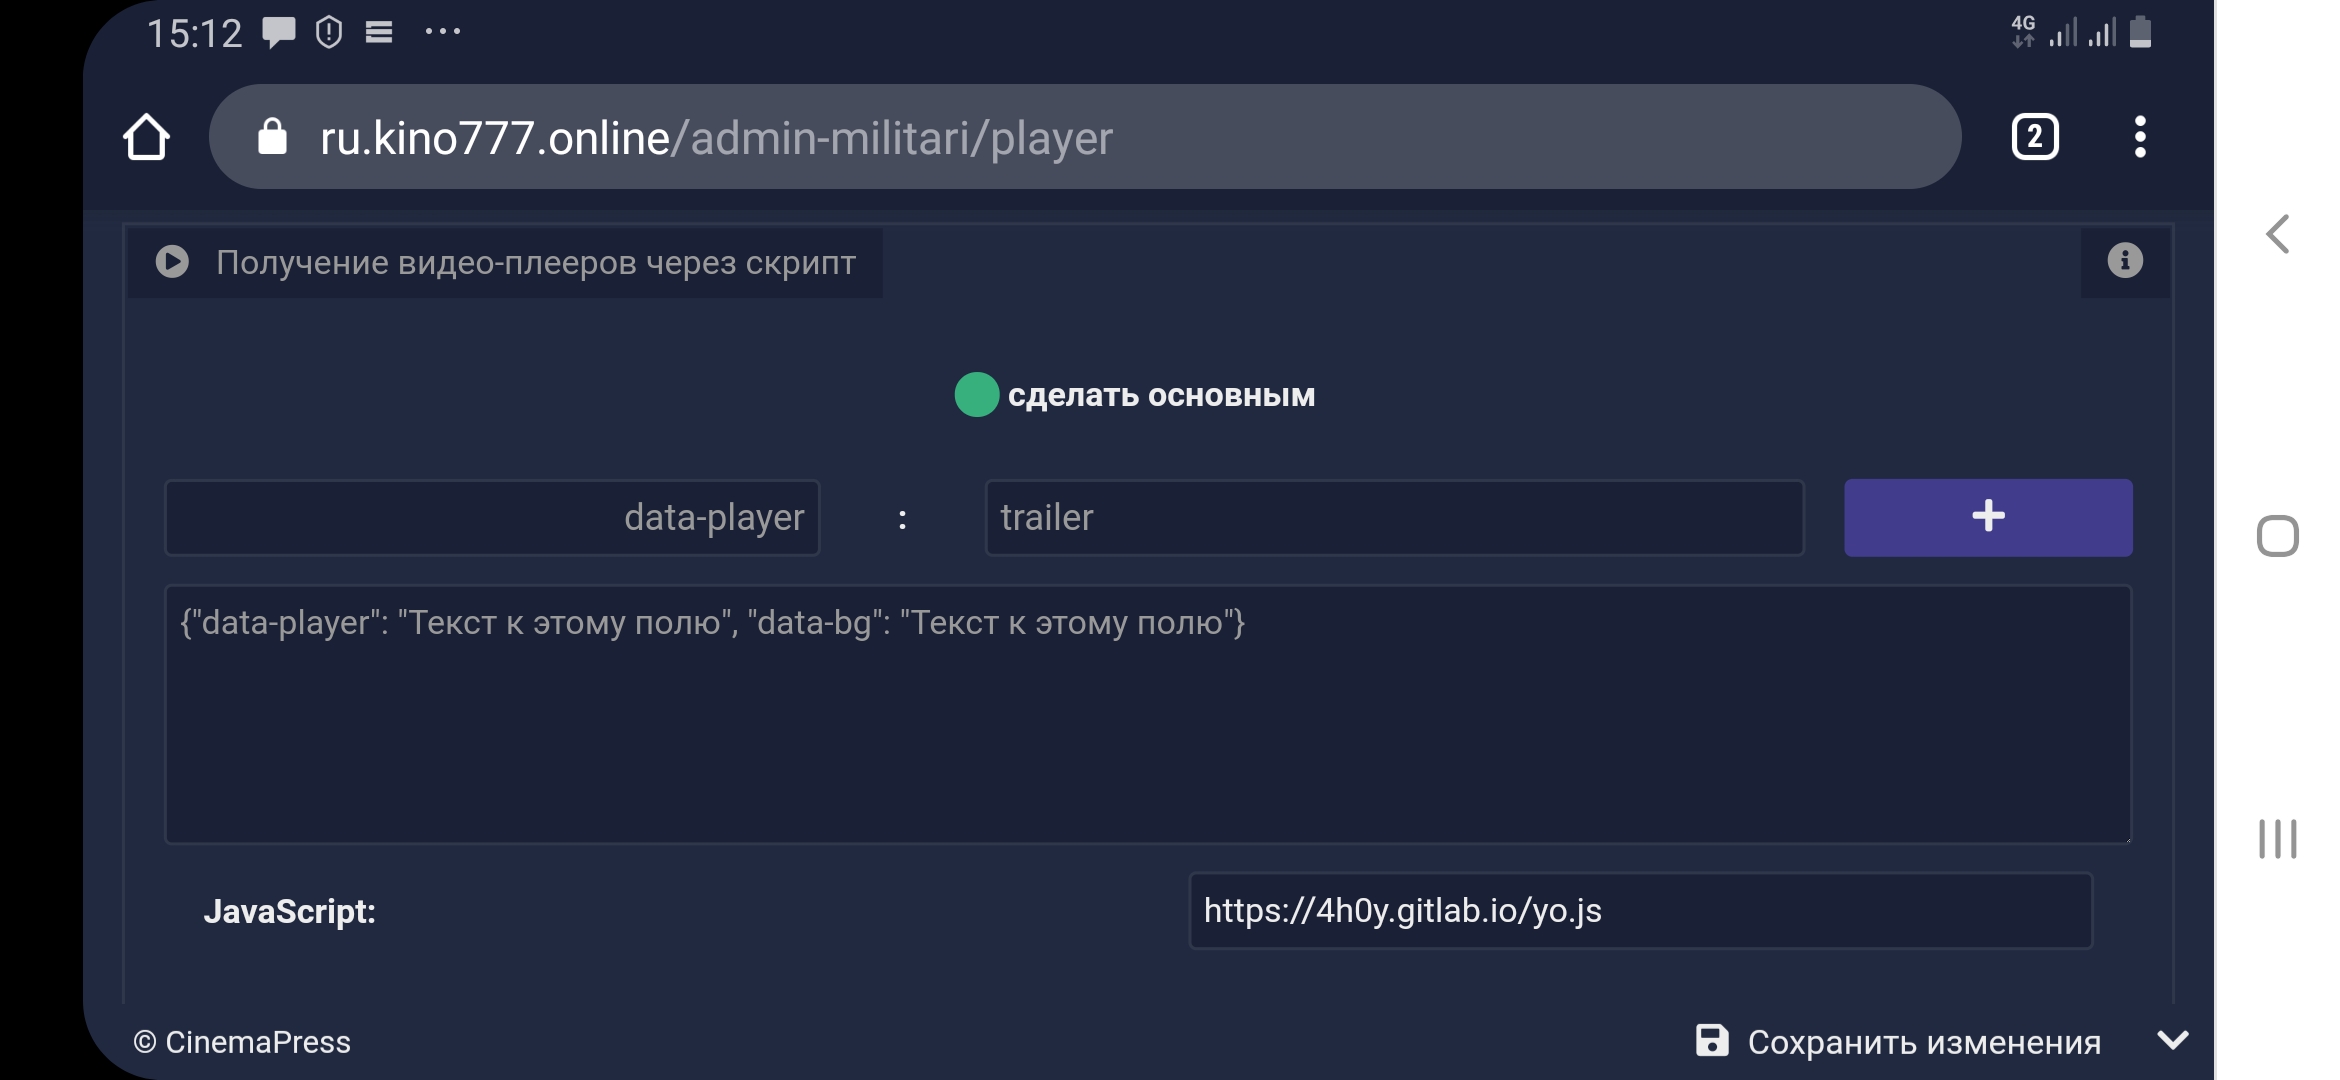 15:12
4G
ru.kino777.online/admin-militari/player
2
Получение видео-плееров через скрипт
сделать основным
data-player : trailer +
{"data-player": "Текст к этому полю", "data-bg": "Текст к этому полю"}
JavaScript: https://4h0y.gitlab.io/yo.js
© CinemaPress
Сохранить изменения